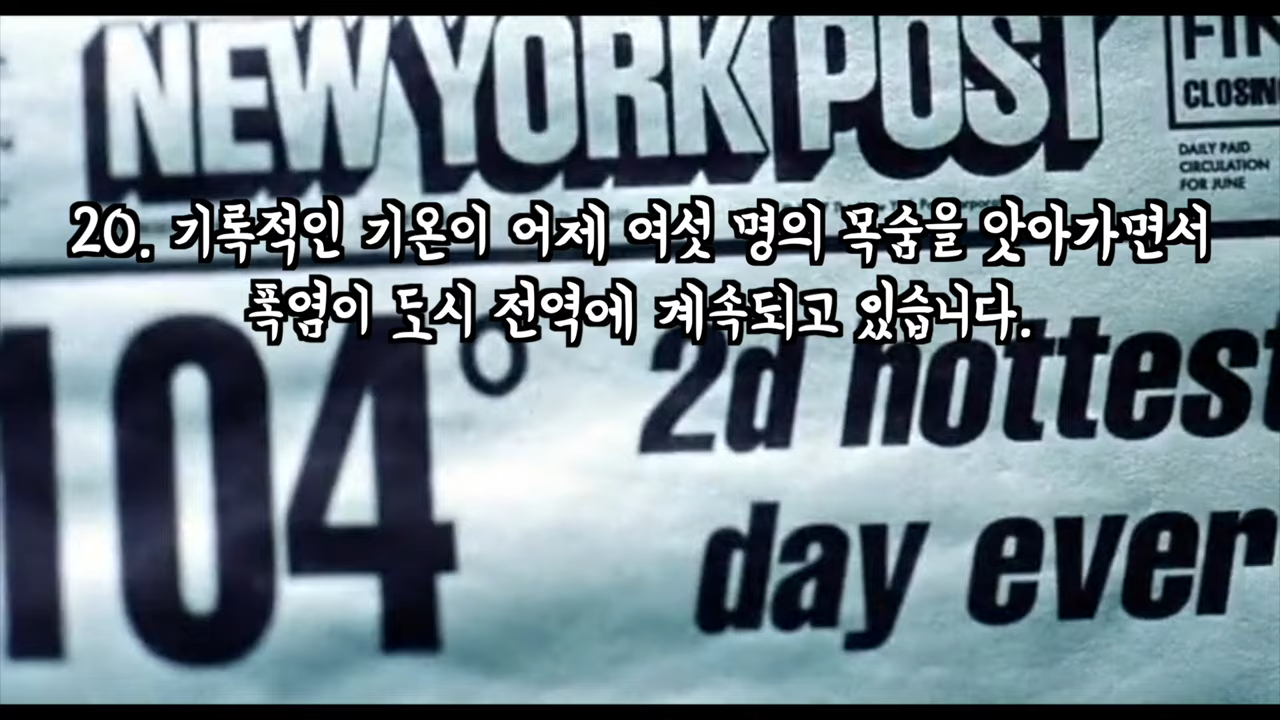 NEW YORK POST
CLOSING
DAILY PAID
CIRCULATION
FOR JUNE
20. 기록적인 기온이 어제 여섯 명의 목숨을 앗아가면서
폭염이 도시 전역에 계속되고 있습니다.
104° 2d hottest
day ever